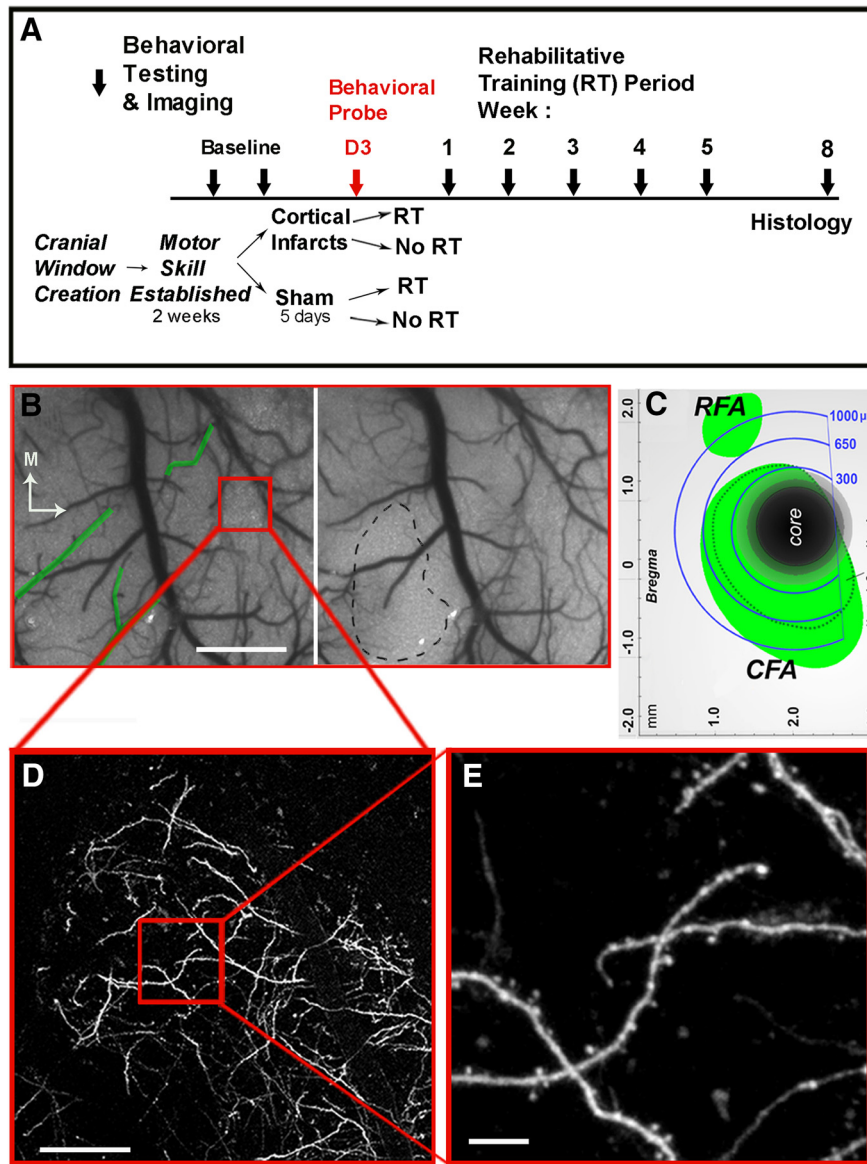 A
Behavioral
Testing
& Imaging
Behavioral
Probe
Rehabilitative
Training (RT) Period
Week :
Baseline
D3
1
2
3
4
5
8
Histology
Cranial
Window
Creation
Motor
Skill
Established
2 weeks
Cortical
Infarcts
RT
No RT
Sham
5 days
RT
No RT
B
M
C
RFA
1000µ
650
300
core
CFA
Bregma
2.0
1.0
0
-1.0
-2.0
mm
1.0
2.0
D
E